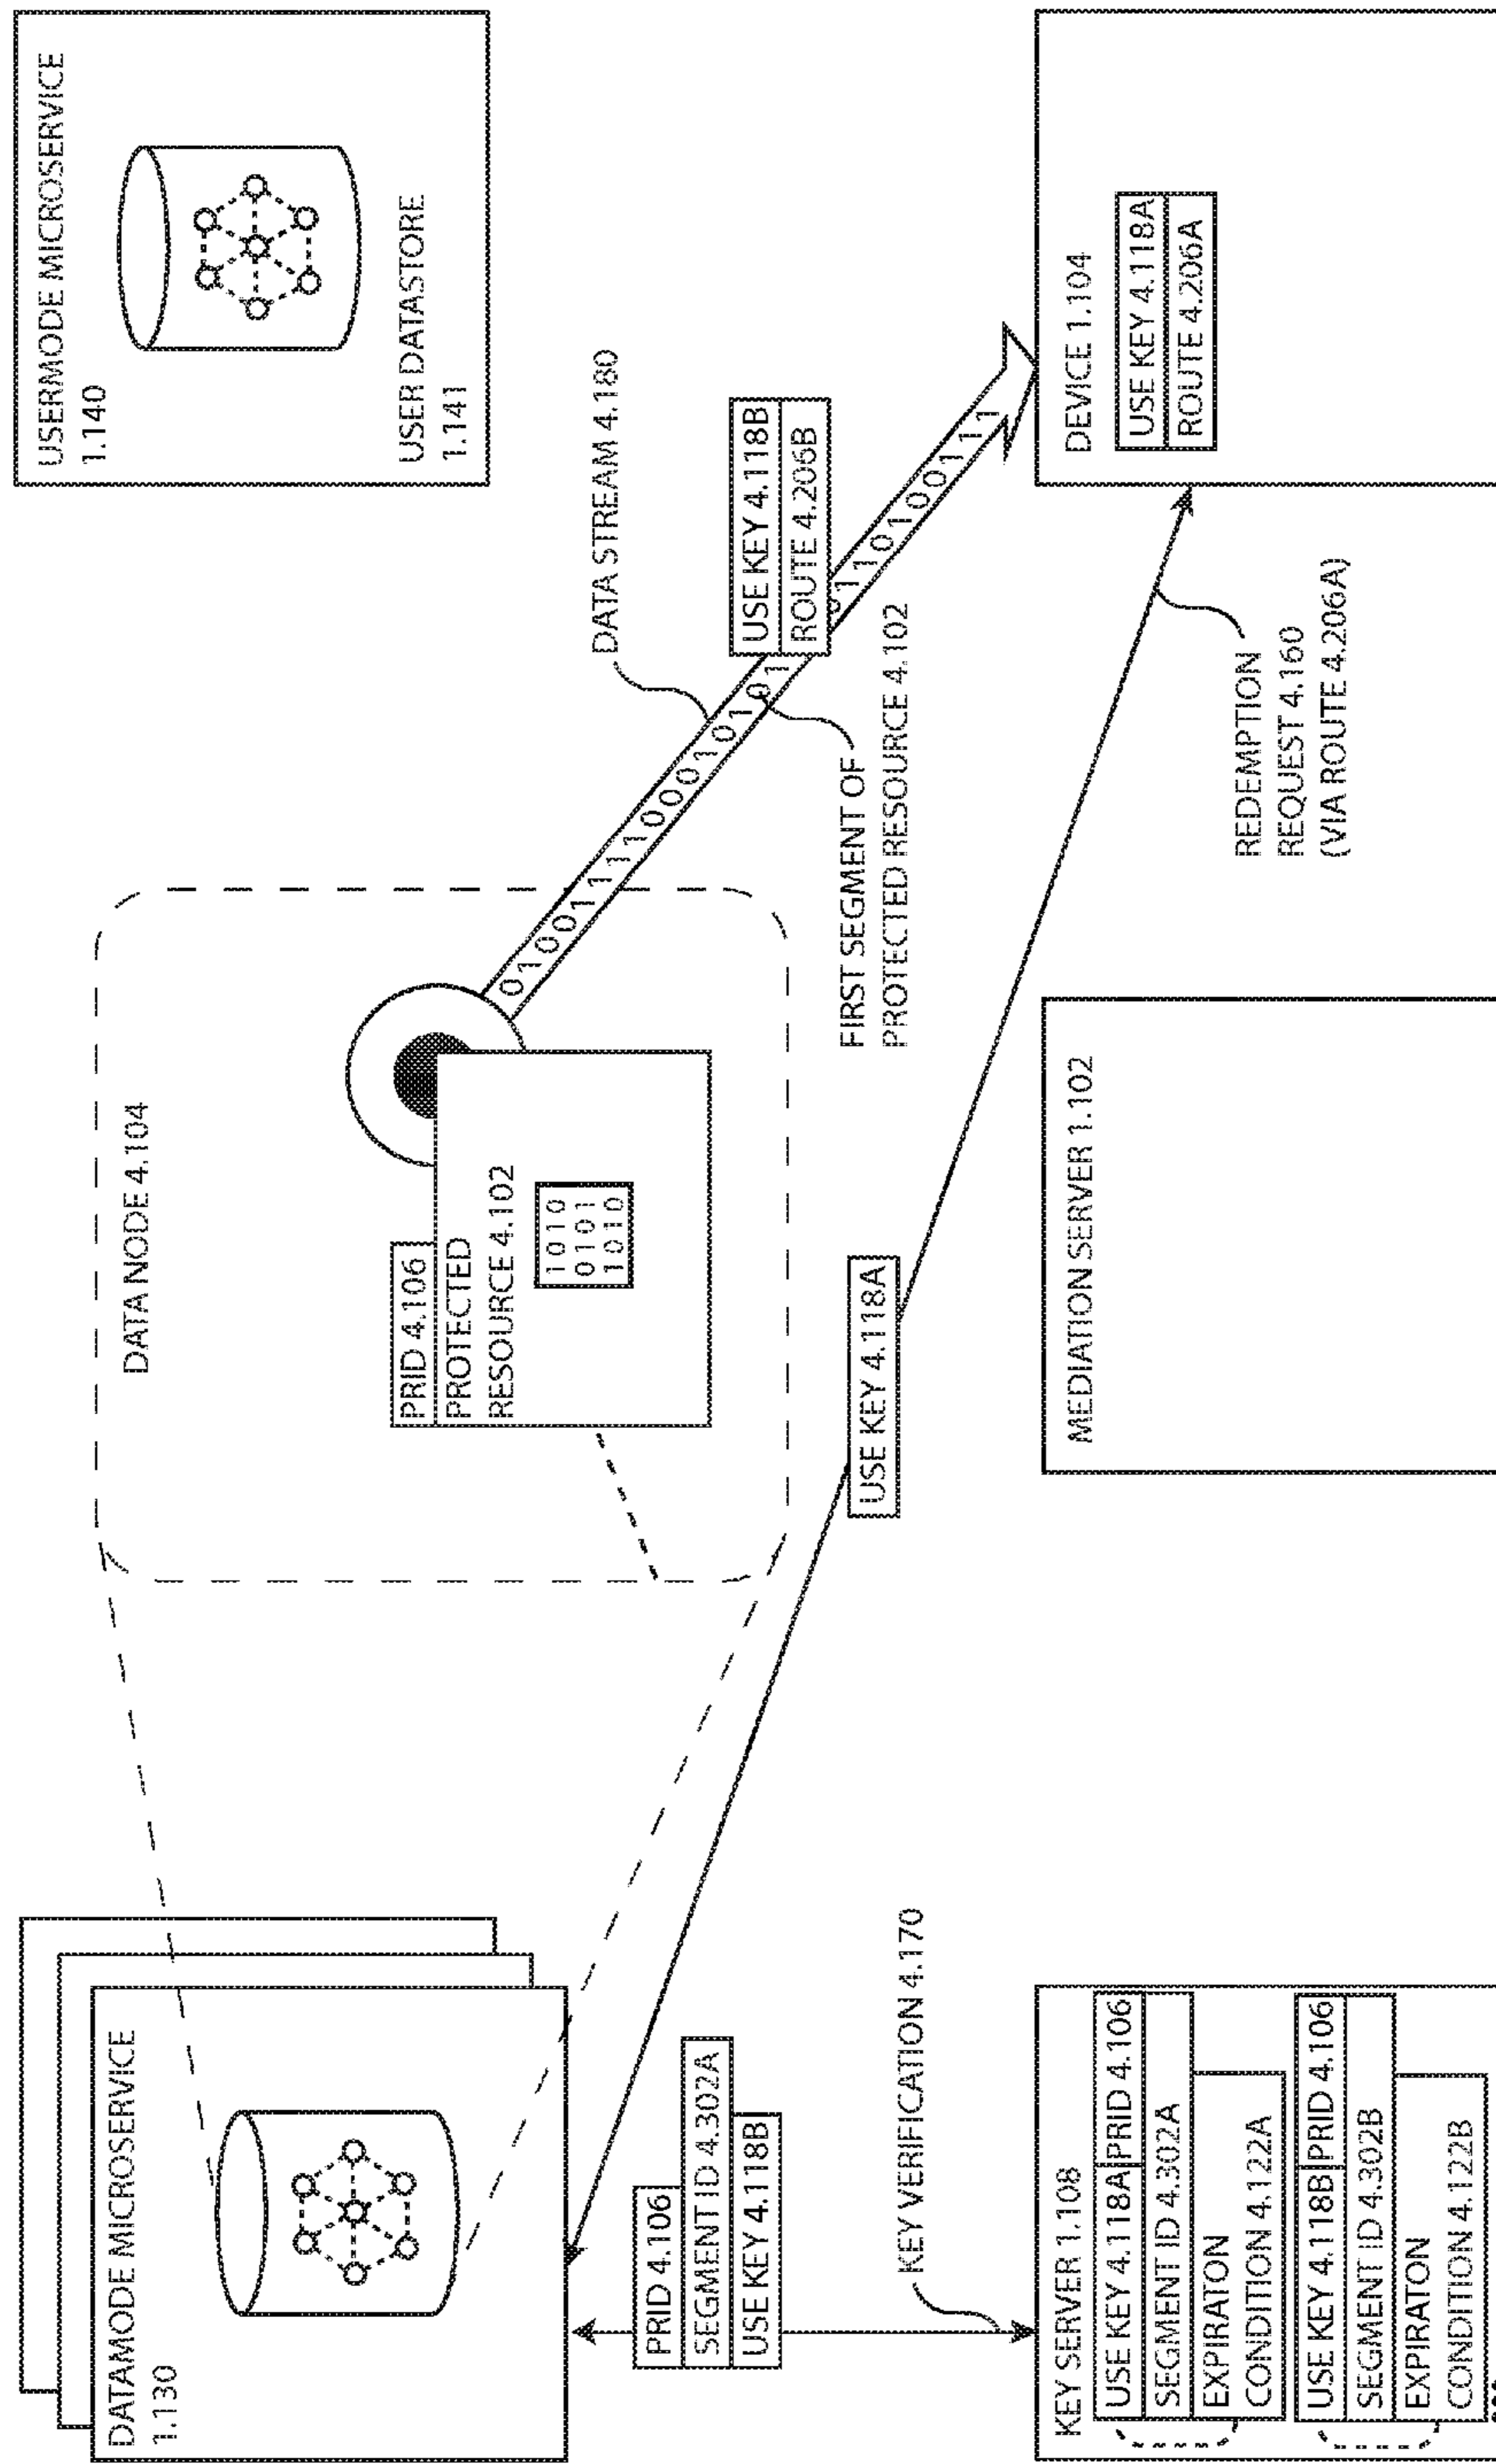 DATAMODE MICROSERVICE
1.130
DATA NODE 4.104
PRID 4.106
PROTECTED
RESOURCE 4.102
1010
0101
1010
USERMODE MICROSERVICE
1.140
USER DATASTORE
1.141
DATA STREAM 4.180
USE KEY 4.118B
ROUTE 4.206B
FIRST SEGMENT OF
PROTECTED RESOURCE 4.102
PRID 4.106
SEGMENT ID 4.302A
USE KEY 4.118B
KEY VERIFICATION 4.170
USE KEY 4.118A
REDEMPTION
REQUEST 4.160
(VIA ROUTE 4.206A)
KEY SERVER 1.108
USE KEY 4.118A PRID 4.106
SEGMENT ID 4.302A
EXPIRATON
CONDITION 4.122A
USE KEY 4.118B PRID 4.106
SEGMENT ID 4.302B
EXPIRATON
CONDITION 4.122B
MEDIATION SERVER 1.102
DEVICE 1.104
USE KEY 4.118A
ROUTE 4.206A